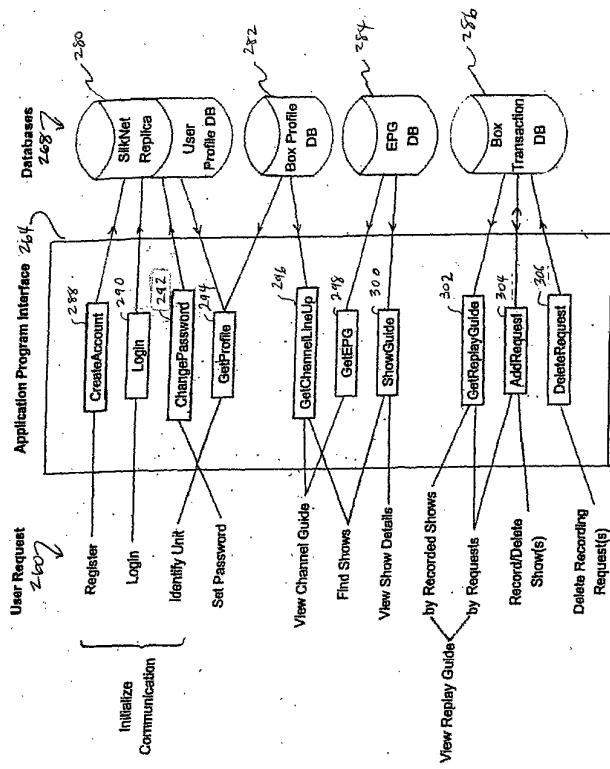 User Request
260
Application Program Interface 264
Databases
268
Initialize
Communication
Register
Login
Identify Unit
Set Password
View Channel Guide
Find Shows
View Show Details
View Replay Guide
by Recorded Shows
by Requests
Record/Delete
Show(s)
Delete Recording
Request(s)
288
CreateAccount
290
Login
292
ChangePassword
294
GetProfile
296
GetChannelLineUp
298
GetEPG
300
ShowGuide
302
GetReplayGuide
304
AddRequest
306
DeleteRequest
280
SilkNet
Replica
User
Profile DB
282
Box Profile
DB
284
EPG
DB
286
Box
Transaction
DB